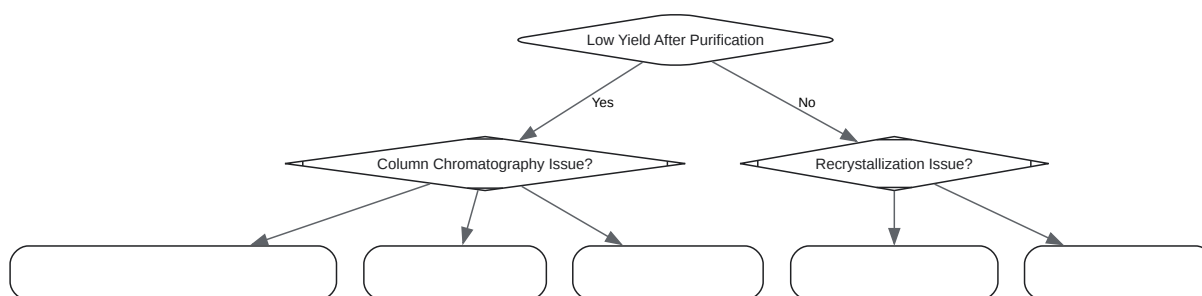 Low Yield After Purification
Yes
No
Column Chromatography Issue?
Recrystallization Issue?